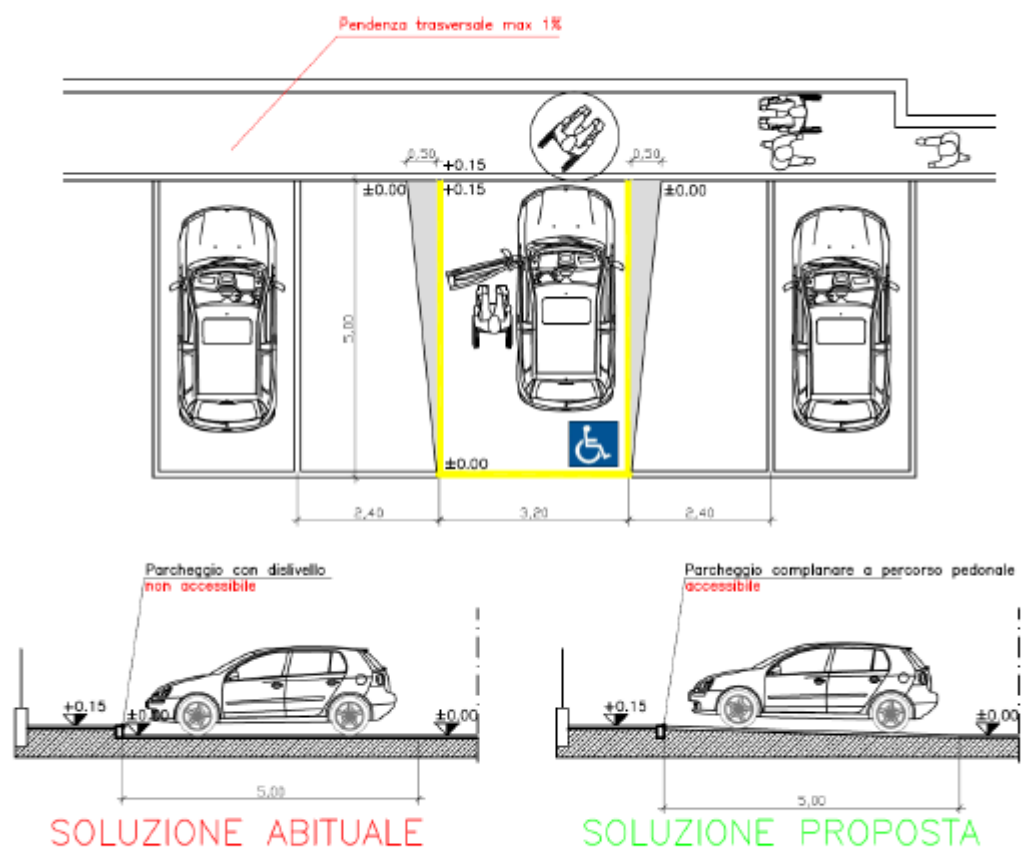 Pendenza trasversale max 1%
0,50
+0.15
0,50
±0.00
+0.15
±0.00
5,00
±0.00
2,40
3,20
2,40
Parcheggio con dislivello
non accessibile
Parcheggio complanare a percorso pedonale
accessibile
+0.15
±0.00
±0.00
+0.15
±0.00
5,00
5,00
SOLUZIONE ABITUALE
SOLUZIONE PROPOSTA